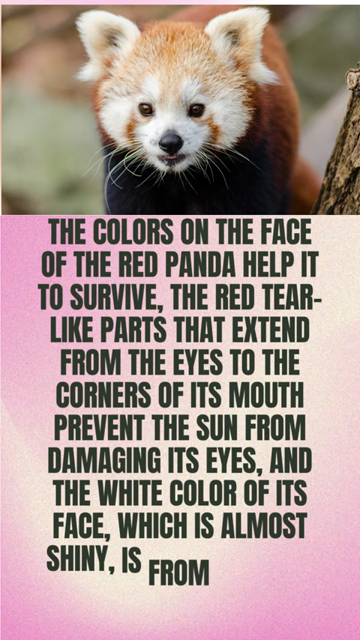 THE COLORS ON THE FACE
OF THE RED PANDA HELP IT
TO SURVIVE, THE RED TEAR-
LIKE PARTS THAT EXTEND
FROM THE EYES TO THE
CORNERS OF ITS MOUTH
PREVENT THE SUN FROM
DAMAGING ITS EYES, AND
THE WHITE COLOR OF ITS
FACE, WHICH IS ALMOST
SHINY, IS FROM